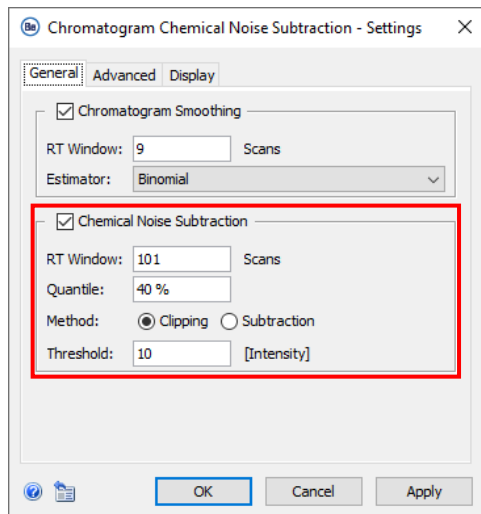 Be Chromatogram Chemical Noise Subtraction - Settings
General Advanced Display
Chromatogram Smoothing
RT Window: 9 Scans
Estimator: Binomial
Chemical Noise Subtraction
RT Window: 101 Scans
Quantile: 40 %
Method: Clipping Subtraction
Threshold: 10 [Intensity]
OK Cancel Apply